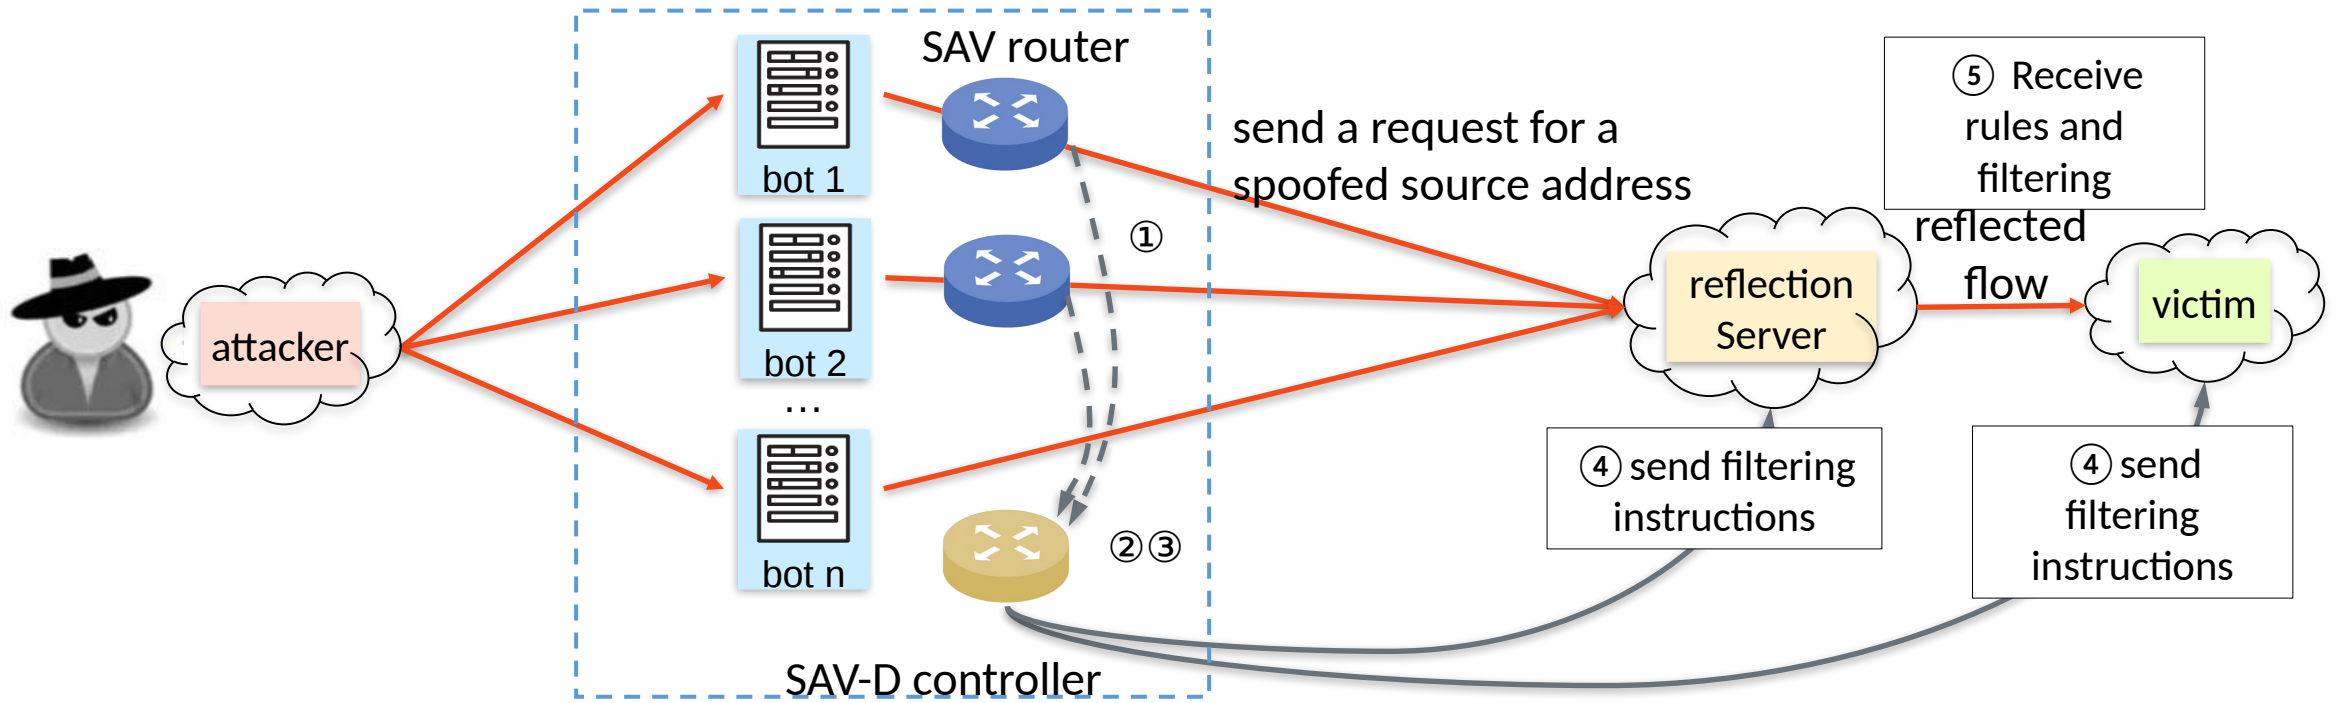 SAV router
bot 1
bot 2
...
bot n
attacker
①
②③
SAV-D controller
send a request for a
spoofed source address
reflection
Server
⑤ Receive
rules and
filtering
reflected
flow
victim
④ send filtering
instructions
④ send
filtering
instructions